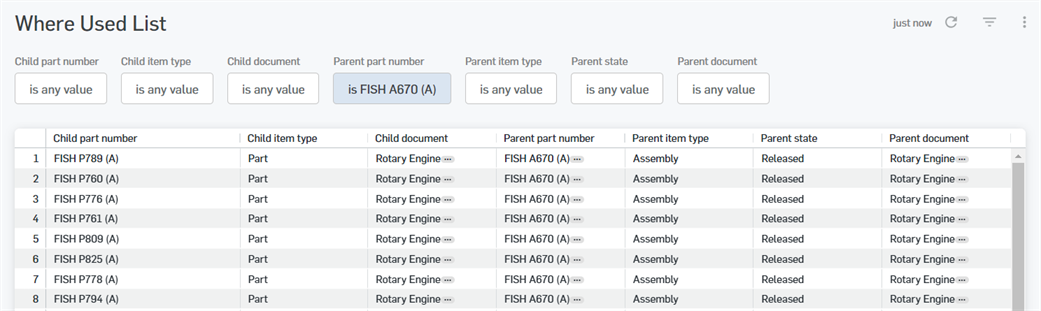 Where Used List
just now
Child part number Child item type Child document Parent part number Parent item type Parent state Parent document
is any value is any value is any value is FISH A670 (A) is any value is any value is any value
Child part number Child item type Child document Parent part number Parent item type Parent state Parent document
1 FISH P789 (A) Part Rotary Engine ... FISH A670 (A) ... Assembly Released Rotary Engine ...
2 FISH P760 (A) Part Rotary Engine ... FISH A670 (A) ... Assembly Released Rotary Engine ...
3 FISH P776 (A) Part Rotary Engine ... FISH A670 (A) ... Assembly Released Rotary Engine ...
4 FISH P761 (A) Part Rotary Engine ... FISH A670 (A) ... Assembly Released Rotary Engine ...
5 FISH P809 (A) Part Rotary Engine ... FISH A670 (A) ... Assembly Released Rotary Engine ...
6 FISH P825 (A) Part Rotary Engine ... FISH A670 (A) ... Assembly Released Rotary Engine ...
7 FISH P778 (A) Part Rotary Engine ... FISH A670 (A) ... Assembly Released Rotary Engine ...
8 FISH P794 (A) Part Rotary Engine ... FISH A670 (A) ... Assembly Released Rotary Engine ...